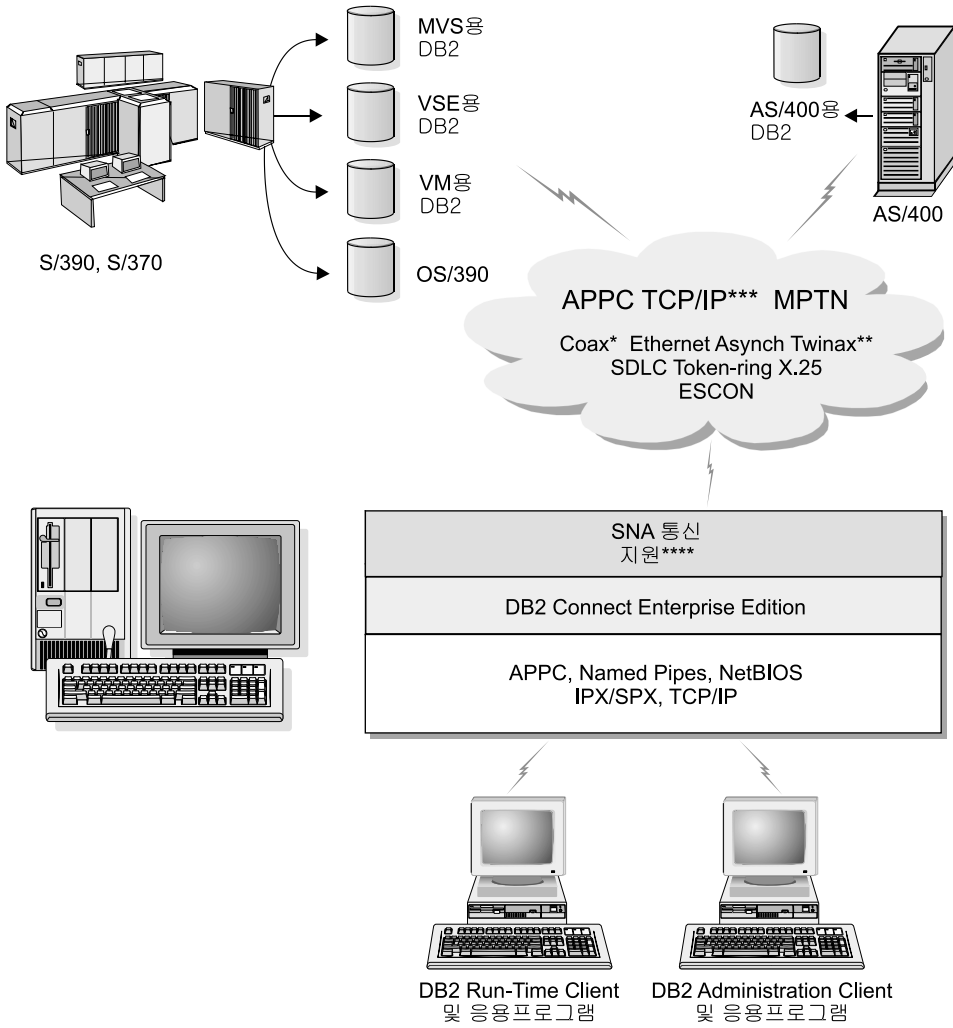 MVS용
DB2
VSE용
DB2
VM용
DB2
OS/390
S/390, S/370
AS/400용
DB2
AS/400
APPC TCP/IP*** MPTN
Coax* Ethernet Asynch Twinax**
SDLC Token-ring X.25
ESCON
SNA 통신
지원****
DB2 Connect Enterprise Edition
APPC, Named Pipes, NetBIOS
IPX/SPX, TCP/IP
DB2 Run-Time Client
및 응용프로그램
DB2 Administration Client
및 응용프로그램